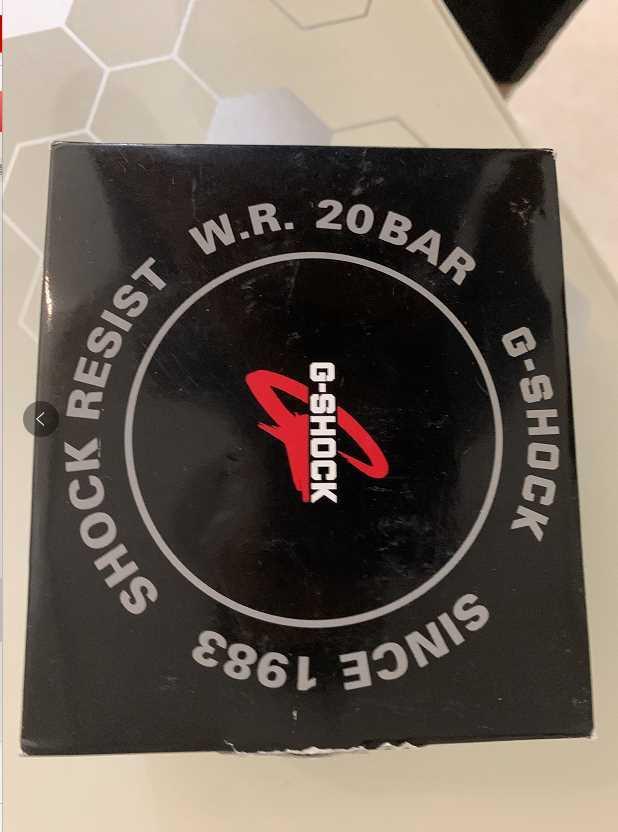 SHOCK RESIST
W.R. 20BAR
G-SHOCK
SINCE 1983
G-SHOCK